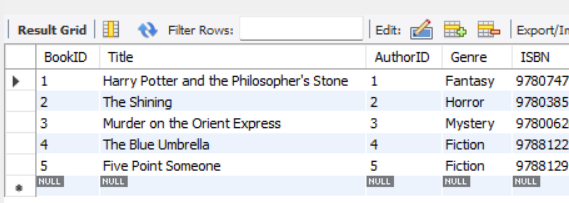 Result Grid Filter Rows: Edit: Export/Im
BookID Title AuthorID Genre ISBN
1 Harry Potter and the Philosopher's Stone 1 Fantasy 9780747
2 The Shining 2 Horror 9780385
3 Murder on the Orient Express 3 Mystery 9780062
4 The Blue Umbrella 4 Fiction 9788122
5 Five Point Someone 5 Fiction 9788129
NULL NULL NULL NULL NULL